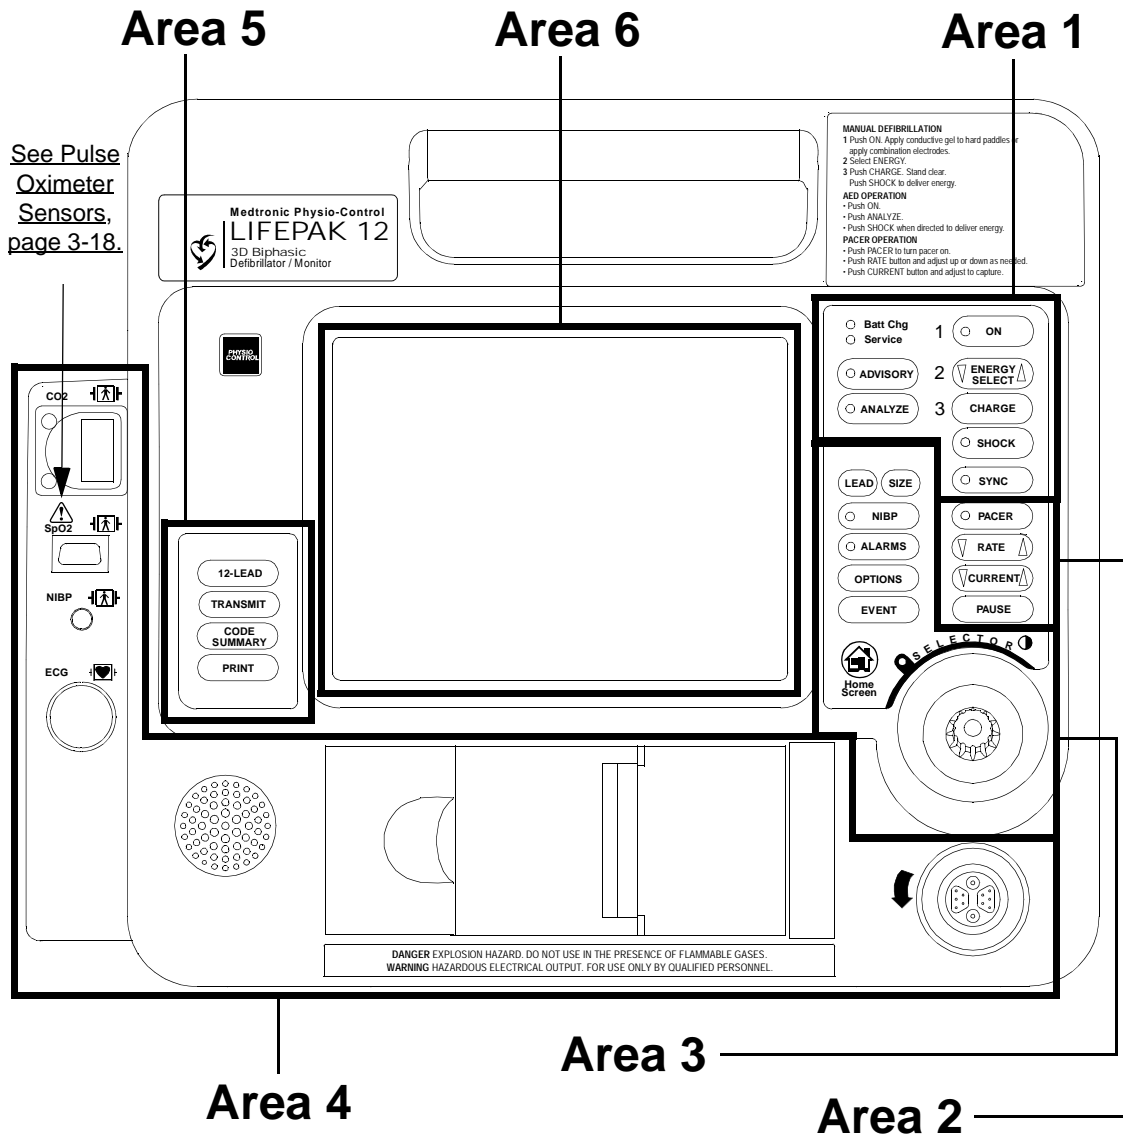 Area 5
Area 6
Area 1
See Pulse
Oximeter
Sensors,
page 3-18.
Medtronic Physio-Control
LIFEPAK 12
3D Biphasic
Defibrillator / Monitor
MANUAL DEFIBRILLATION
1 Push ON. Apply conductive gel to hard paddles or
apply combination electrodes.
2 Select ENERGY.
3 Push CHARGE. Stand clear.
Push SHOCK to deliver energy.
AED OPERATION
• Push ON.
• Push ANALYZE.
• Push SHOCK when directed to deliver energy.
PACER OPERATION
• Push PACER to turn pacer on.
• Push RATE button and adjust up or down as needed.
• Push CURRENT button and adjust to capture.
PHYSIO
CONTROL
Batt Chg
Service
1 ON
ADVISORY
2 ENERGY
SELECT
ANALYZE
3 CHARGE
SHOCK
SYNC
LEAD SIZE
NIBP
ALARMS
OPTIONS
EVENT
PACER
RATE
CURRENT
PAUSE
SELECTOR
Home
Screen
CO2
SpO2
NIBP
ECG
12-LEAD
TRANSMIT
CODE
SUMMARY
PRINT
DANGER EXPLOSION HAZARD. DO NOT USE IN THE PRESENCE OF FLAMMABLE GASES.
WARNING HAZARDOUS ELECTRICAL OUTPUT. FOR USE ONLY BY QUALIFIED PERSONNEL.
Area 3
Area 4
Area 2